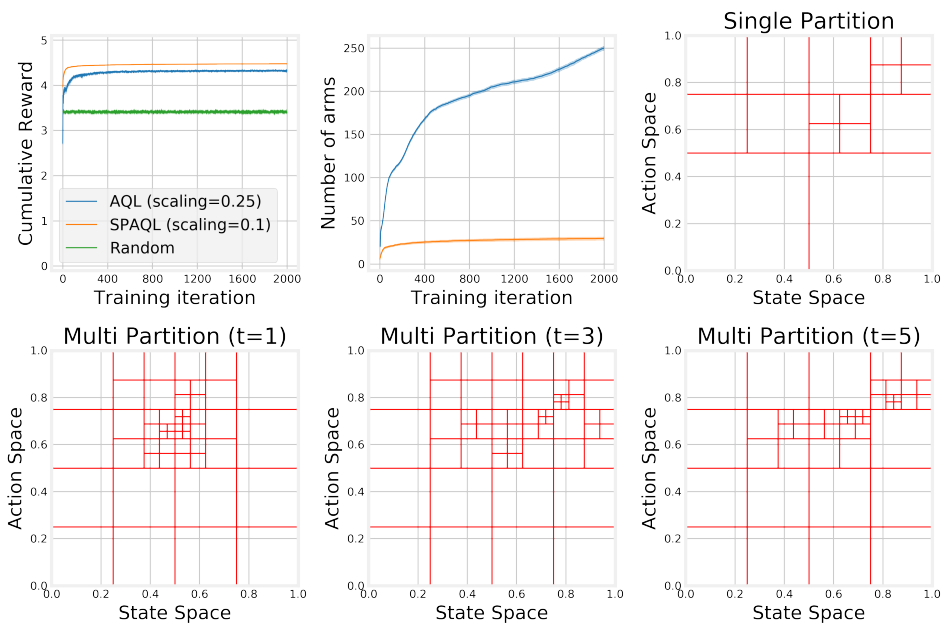 Single Partition
5
4
3
2
1
0
Cumulative Reward
AQL (scaling=0.25)
SPAQL (scaling=0.1)
Random
0 400 800 1200 1600 2000
Training iteration
250
200
150
100
50
0
Number of arms
0 400 800 1200 1600 2000
Training iteration
1.0
0.8
0.6
0.4
0.2
0.0
Action Space
0.0 0.2 0.4 0.6 0.8 1.0
State Space
Multi Partition (t=1)
1.0
0.8
0.6
0.4
0.2
0.0
Action Space
0.0 0.2 0.4 0.6 0.8 1.0
State Space
Multi Partition (t=3)
1.0
0.8
0.6
0.4
0.2
0.0
Action Space
0.0 0.2 0.4 0.6 0.8 1.0
State Space
Multi Partition (t=5)
1.0
0.8
0.6
0.4
0.2
0.0
Action Space
0.0 0.2 0.4 0.6 0.8 1.0
State Space